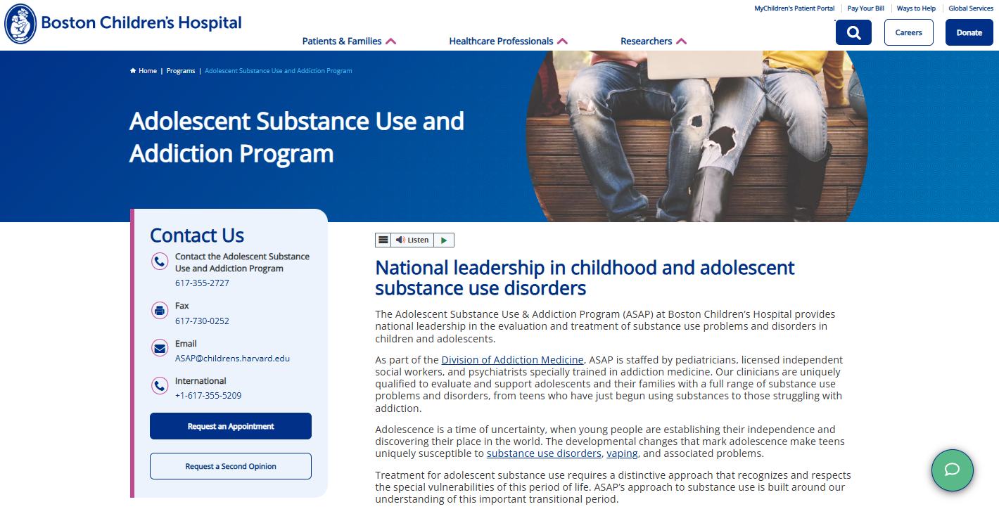 Boston Children's Hospital
MyChildren's Patient Portal
Pay Your Bill
Ways to Help
Global Services
Patients & Families
Healthcare Professionals
Researchers
Careers
Donate
Home | Programs | Adolescent Substance Use and Addiction Program
Adolescent Substance Use and
Addiction Program
Contact Us
Contact the Adolescent Substance
Use and Addiction Program
617-355-2727
Fax
617-730-0252
Email
ASAP@childrens.harvard.edu
International
+1-617-355-5209
Request an Appointment
Request a Second Opinion
Listen
National leadership in childhood and adolescent
substance use disorders
The Adolescent Substance Use & Addiction Program (ASAP) at Boston Children’s Hospital provides
national leadership in the evaluation and treatment of substance use problems and disorders in
children and adolescents.
As part of the Division of Addiction Medicine, ASAP is staffed by pediatricians, licensed independent
social workers, and psychiatrists specially trained in addiction medicine. Our clinicians are uniquely
qualified to evaluate and support adolescents and their families with a full range of substance use
problems and disorders, from teens who have just begun using substances to those struggling with
addiction.
Adolescence is a time of uncertainty, when young people are establishing their independence and
discovering their place in the world. The developmental changes that mark adolescence make teens
uniquely susceptible to substance use disorders, vaping, and associated problems.
Treatment for adolescent substance use requires a distinctive approach that recognizes and respects
the special vulnerabilities of this period of life. ASAP’s approach to substance use is built around our
understanding of this important transitional period.